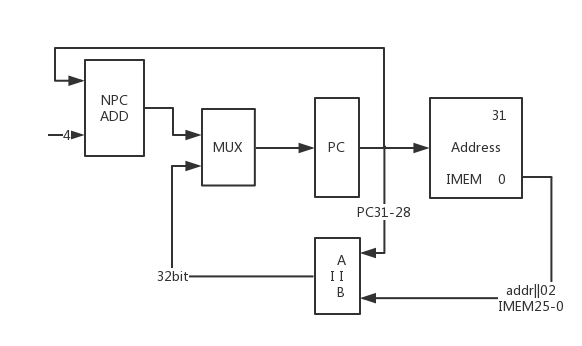 31
NPC
ADD
4
MUX
PC
Address
IMEM 0
PC31-28
A
I I
B
32bit
addr||02
IMEM25-0